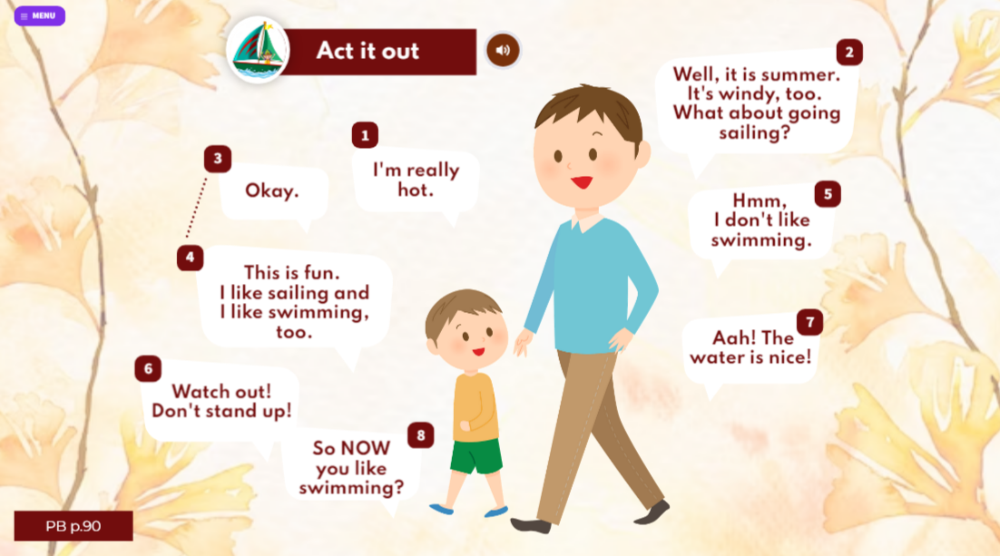 MENU
Act it out
1
I'm really
hot.
2
Well, it is summer.
It's windy, too.
What about going
sailing?
3
Okay.
4
This is fun.
I like sailing and
I like swimming,
too.
5
Hmm,
I don't like
swimming.
6
Watch out!
Don't stand up!
7
Aah! The
water is nice!
8
So NOW
you like
swimming?
PB p.90